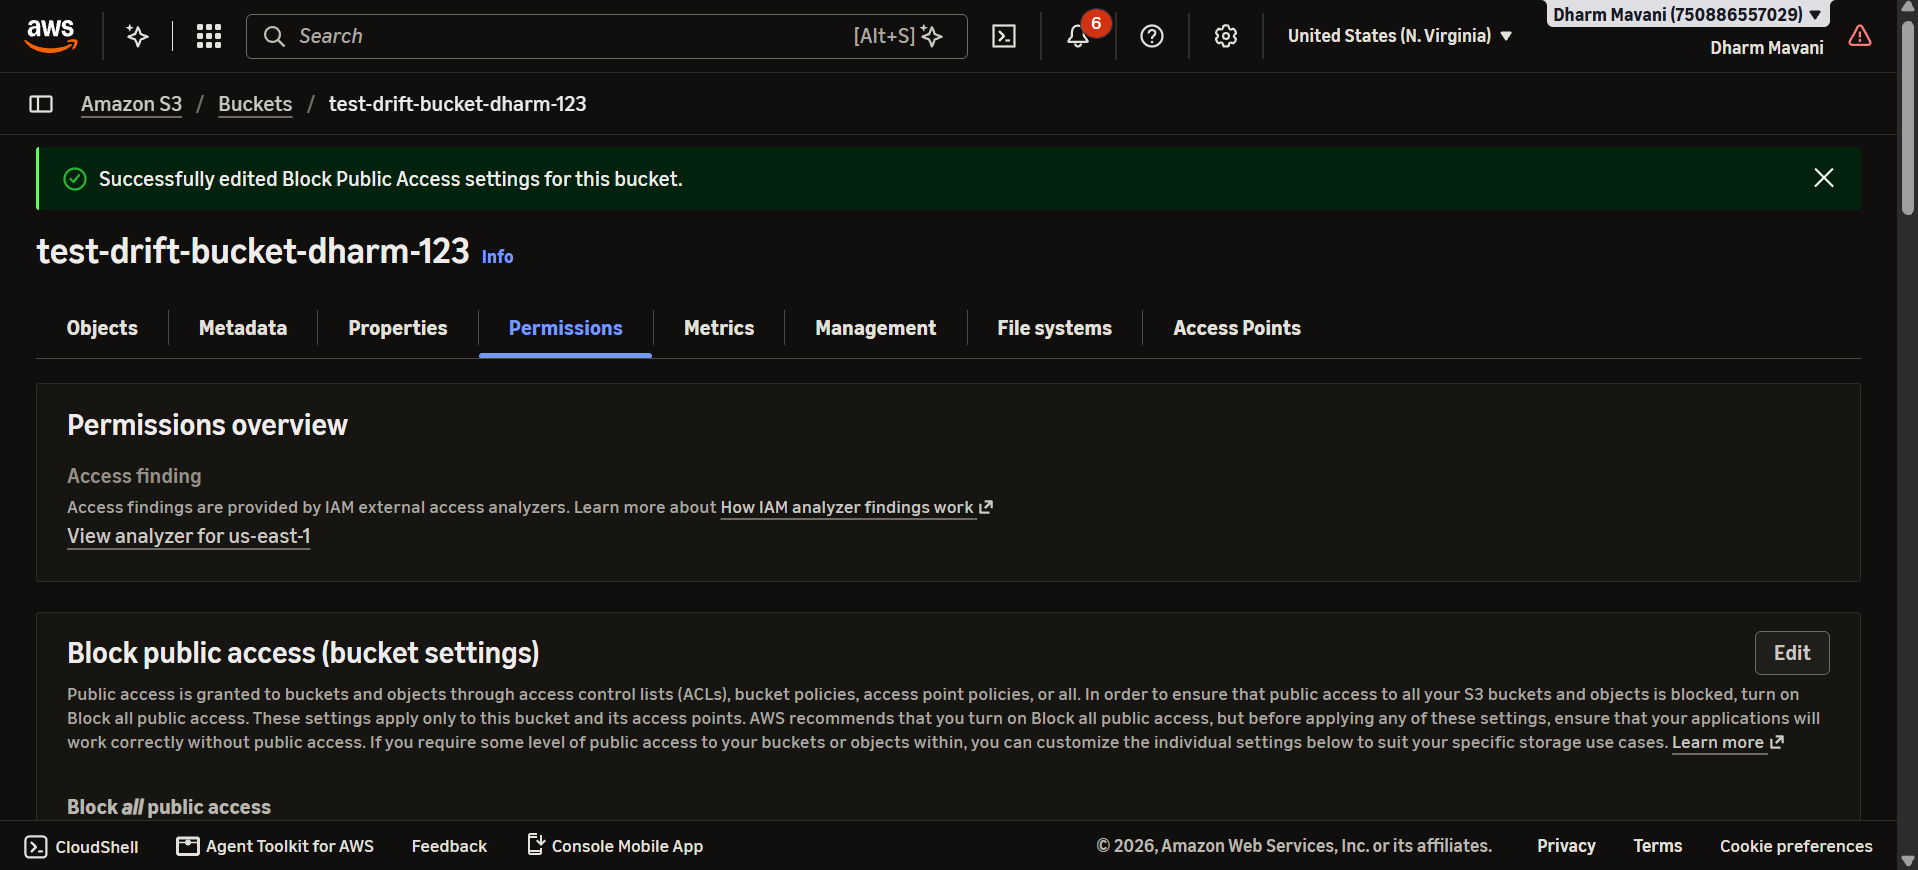 aws
Search
[Alt+S]
6
United States (N. Virginia)
Dharm Mavani (750886557029)
Dharm Mavani
Amazon S3 / Buckets / test-drift-bucket-dharm-123
Successfully edited Block Public Access settings for this bucket.
test-drift-bucket-dharm-123 Info
Objects
Metadata
Properties
Permissions
Metrics
Management
File systems
Access Points
Permissions overview
Access finding
Access findings are provided by IAM external access analyzers. Learn more about How IAM analyzer findings work
View analyzer for us-east-1
Block public access (bucket settings)
Edit
Public access is granted to buckets and objects through access control lists (ACLs), bucket policies, access point policies, or all. In order to ensure that public access to all your S3 buckets and objects is blocked, turn on
Block all public access. These settings apply only to this bucket and its access points. AWS recommends that you turn on Block all public access, but before applying any of these settings, ensure that your applications will
work correctly without public access. If you require some level of public access to your buckets or objects within, you can customize the individual settings below to suit your specific storage use cases. Learn more
Block all public access
CloudShell
Agent Toolkit for AWS
Feedback
Console Mobile App
© 2026, Amazon Web Services, Inc. or its affiliates.
Privacy
Terms
Cookie preferences